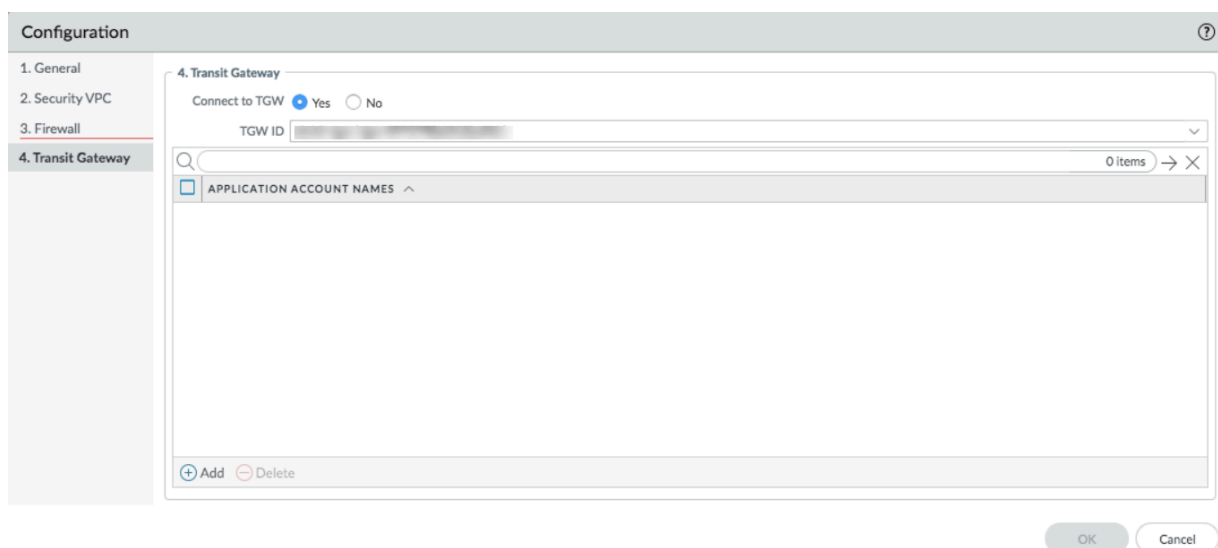 Configuration
1. General
2. Security VPC
3. Firewall
4. Transit Gateway
4. Transit Gateway
Connect to TGW Yes No
TGW ID
0 items
APPLICATION ACCOUNT NAMES
Add Delete
OK Cancel